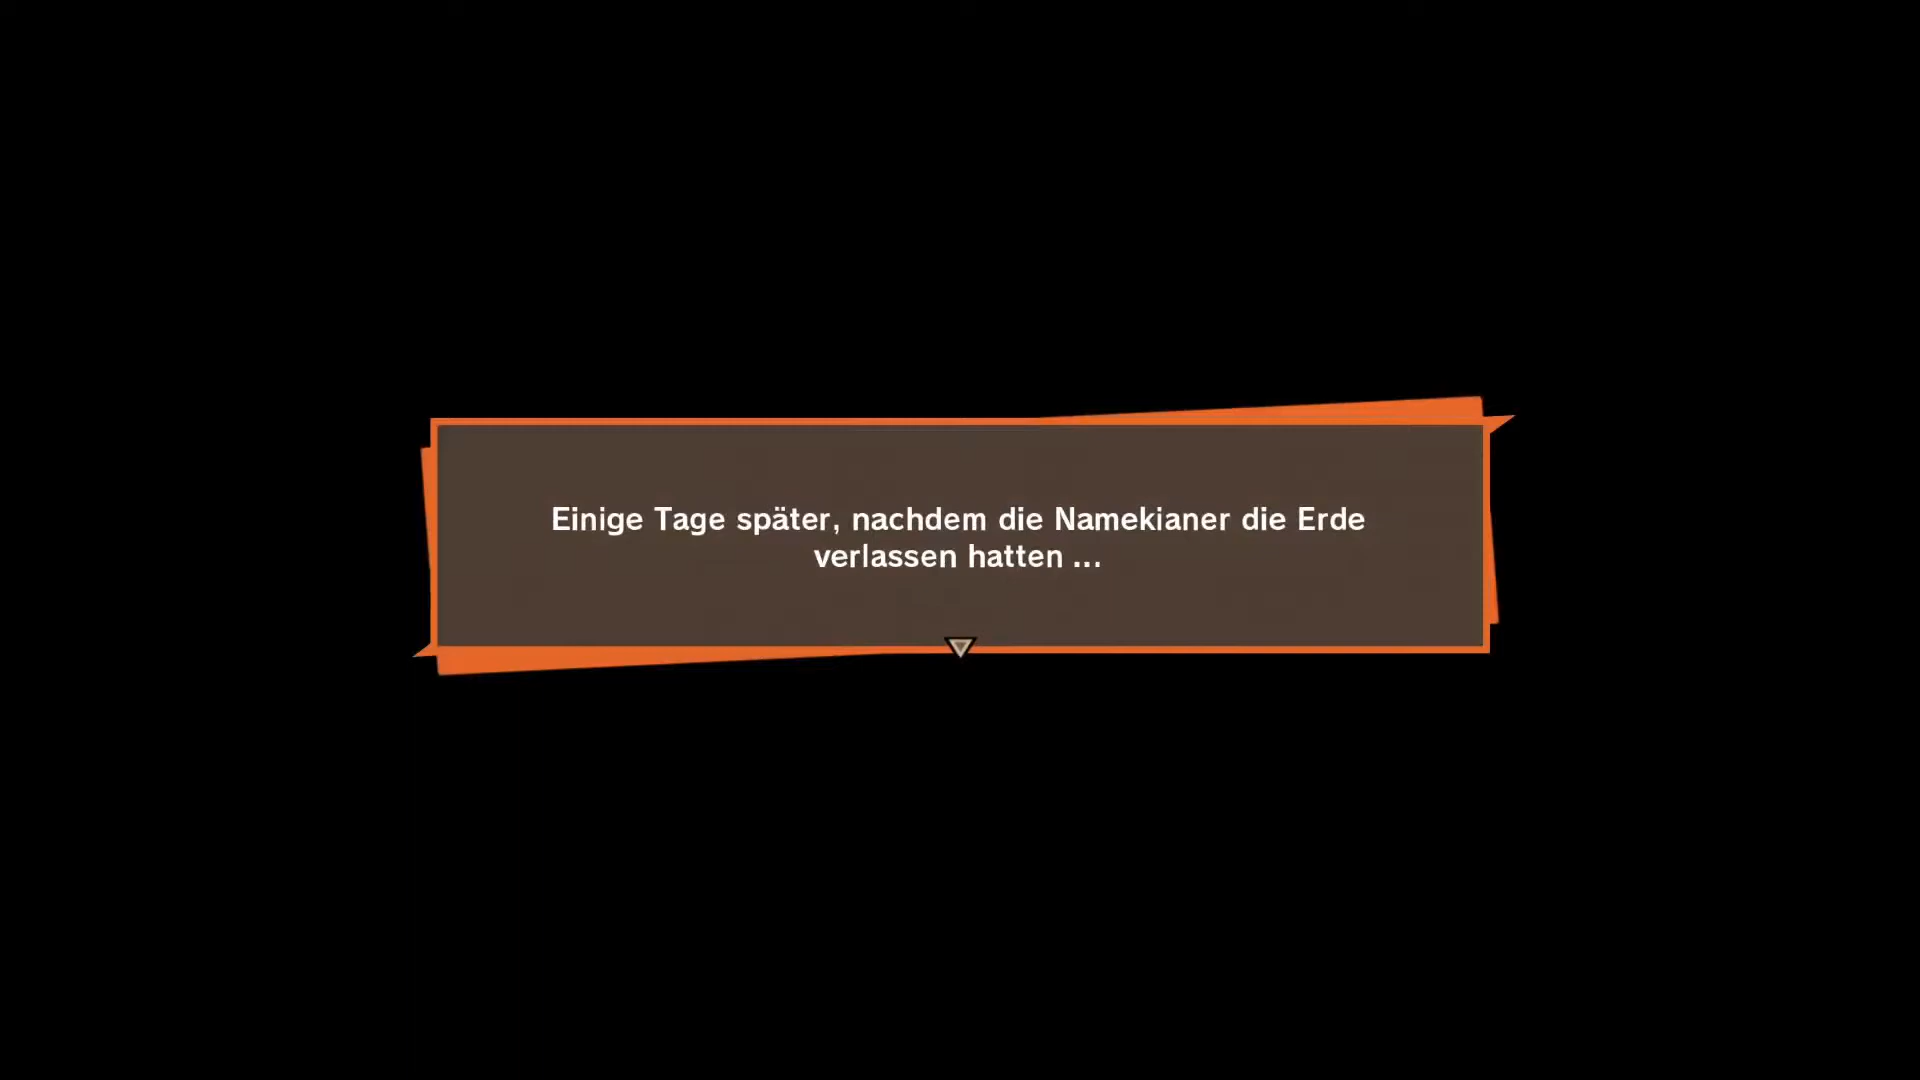 Einige Tage später, nachdem die Namekianer die Erde
verlassen hatten ...